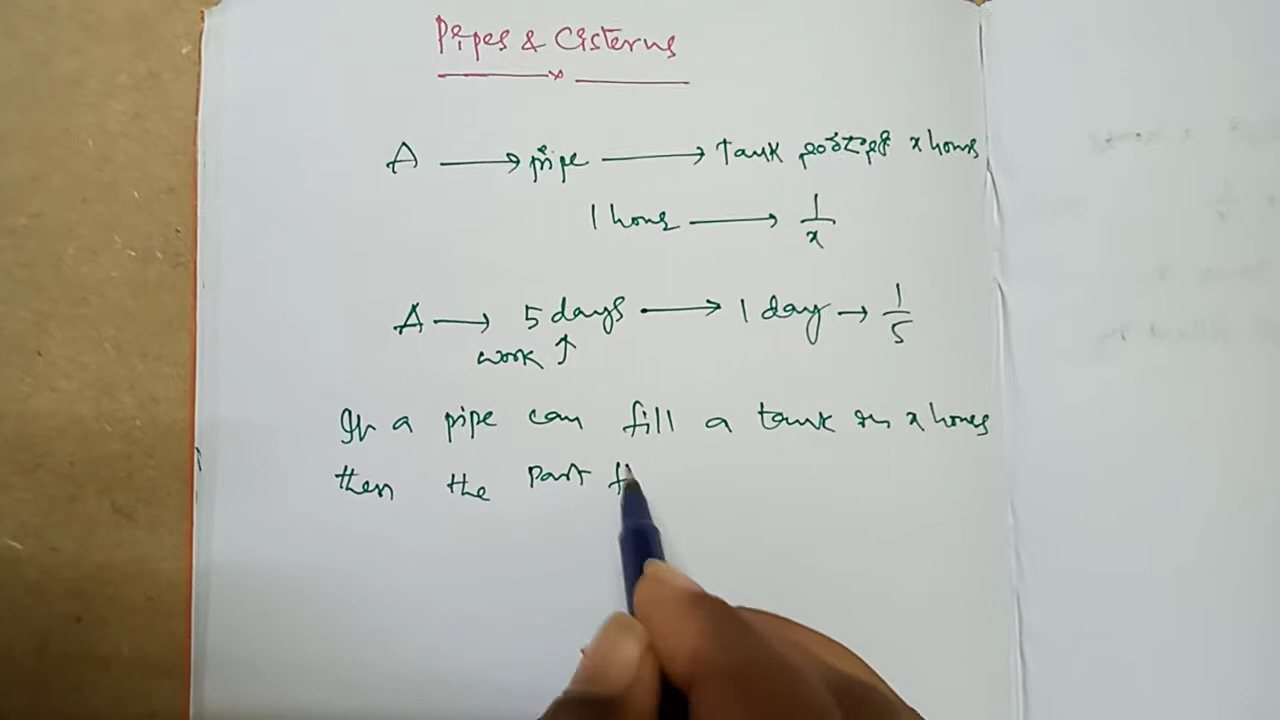 Pipes & Cisterns
A → pipe → Tank x hours
1 hour → 1/x
A → 5 days → 1 day → 1/5
work ↑
If a pipe can fill a tank in x hours
then the part f